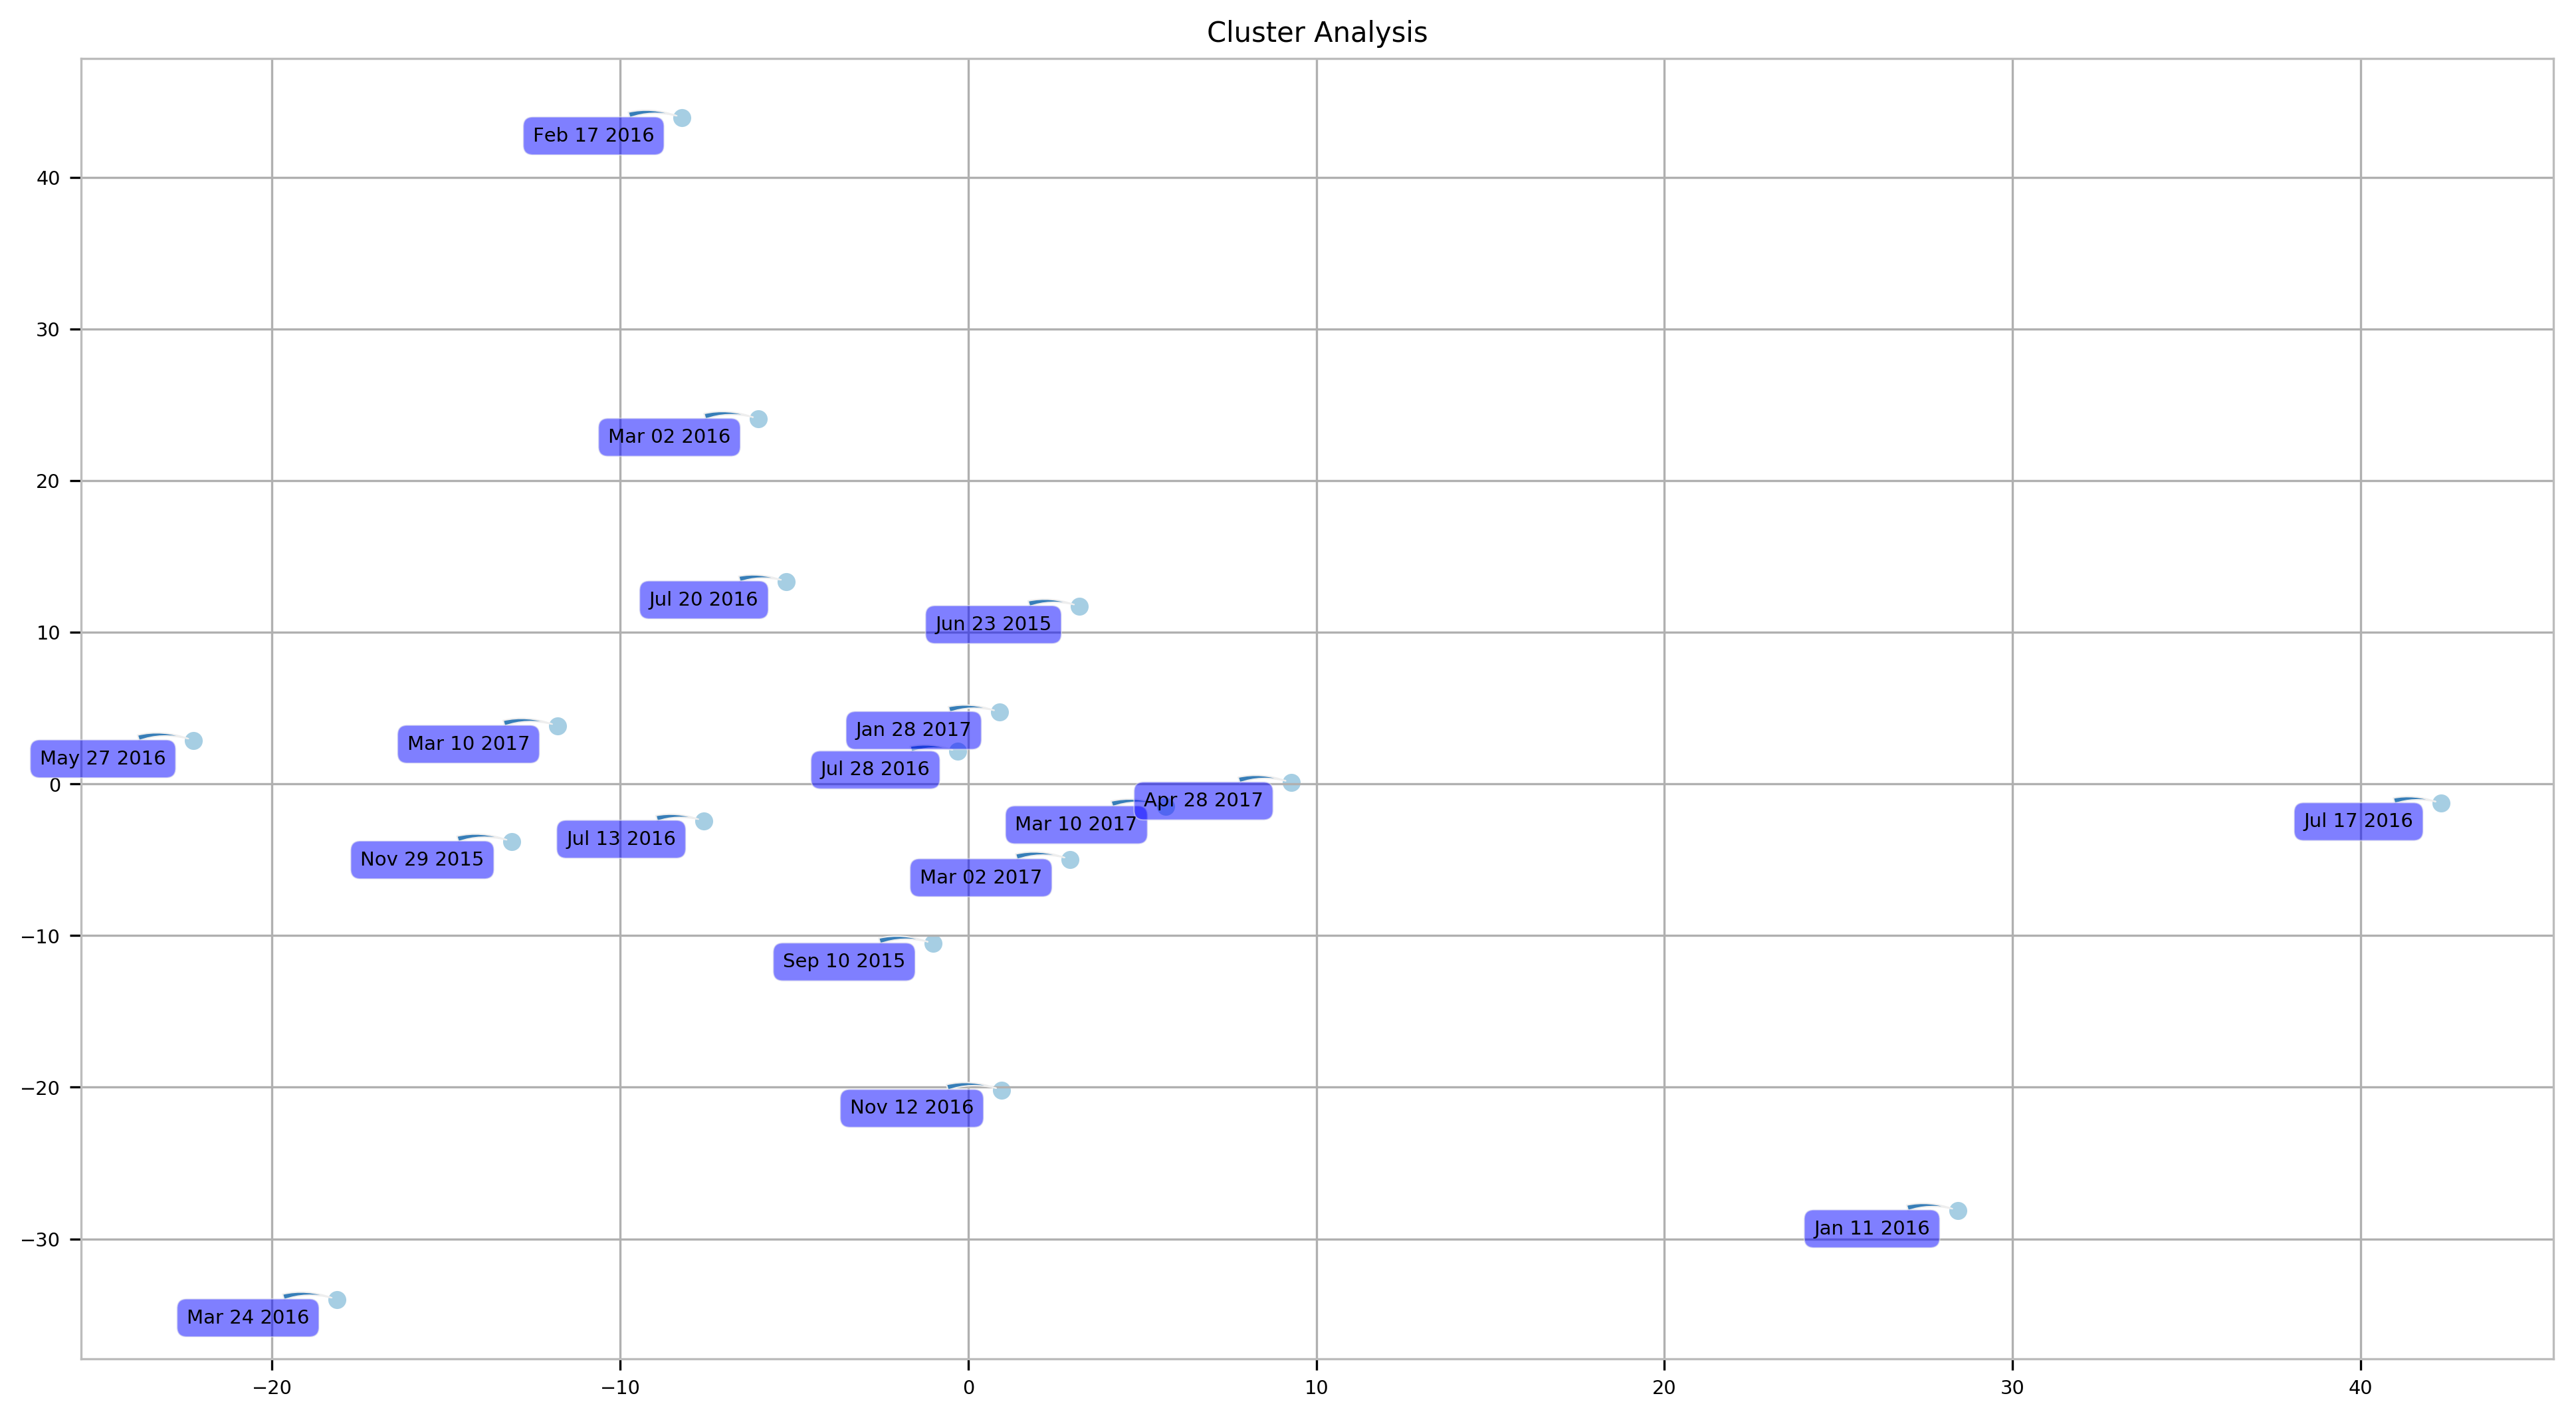 Cluster Analysis
Feb 17 2016
40
30
Mar 02 2016
20
Jul 20 2016
Jun 23 2015
10
Jan 28 2017
Mar 10 2017
May 27 2016
Jul 28 2016
0
Apr 28 2017
Mar 10 2017
Jul 17 2016
Jul 13 2016
Nov 29 2015
Mar 02 2017
−10
Sep 10 2015
−20
Nov 12 2016
Jan 11 2016
−30
Mar 24 2016
−20 −10 0 10 20 30 40